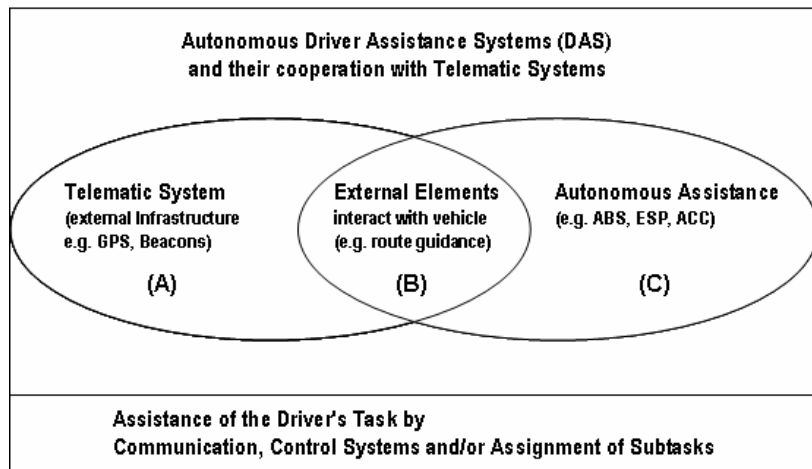 Autonomous Driver Assistance Systems (DAS)
and their cooperation with Telematic Systems
Telematic System
(external Infrastructure
e.g. GPS, Beacons)
(A)
External Elements
interact with vehicle
(e.g. route guidance)
(B)
Autonomous Assistance
(e.g. ABS, ESP, ACC)
(C)
Assistance of the Driver's Task by
Communication, Control Systems and/or Assignment of Subtasks